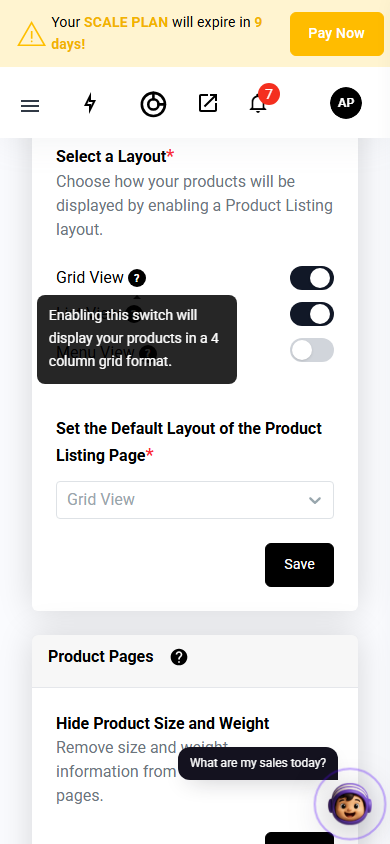 Your SCALE PLAN will expire in 9
days!
Pay Now
7
AP
Select a Layout*
Choose how your products will be
displayed by enabling a Product Listing
layout.
Grid View ?
Enabling this switch will
display your products in a 4
column grid format.
Menu View ?
Set the Default Layout of the Product
Listing Page*
Grid View
Save
Product Pages ?
Hide Product Size and Weight
Remove size and weight
information from
pages.
What are my sales today?